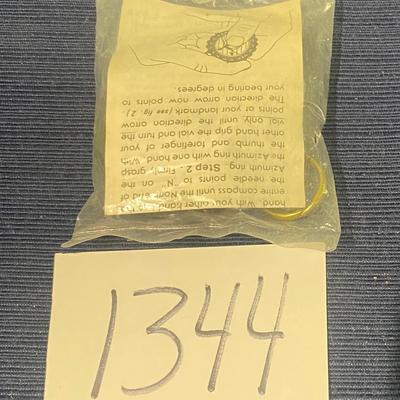 hand. With your other hand
entire compass until the North end of
the needle points to "N" on the
Azimuth ring. Step 2. Firmly grasp
the Azimuth ring with one hand. With
the thumb and forefinger of your
other hand grip the vial and turn the
vial only until the direction arrow
points to your landmark (see fig. 2).
The direction arrow now points to
your bearing in degrees.
1344